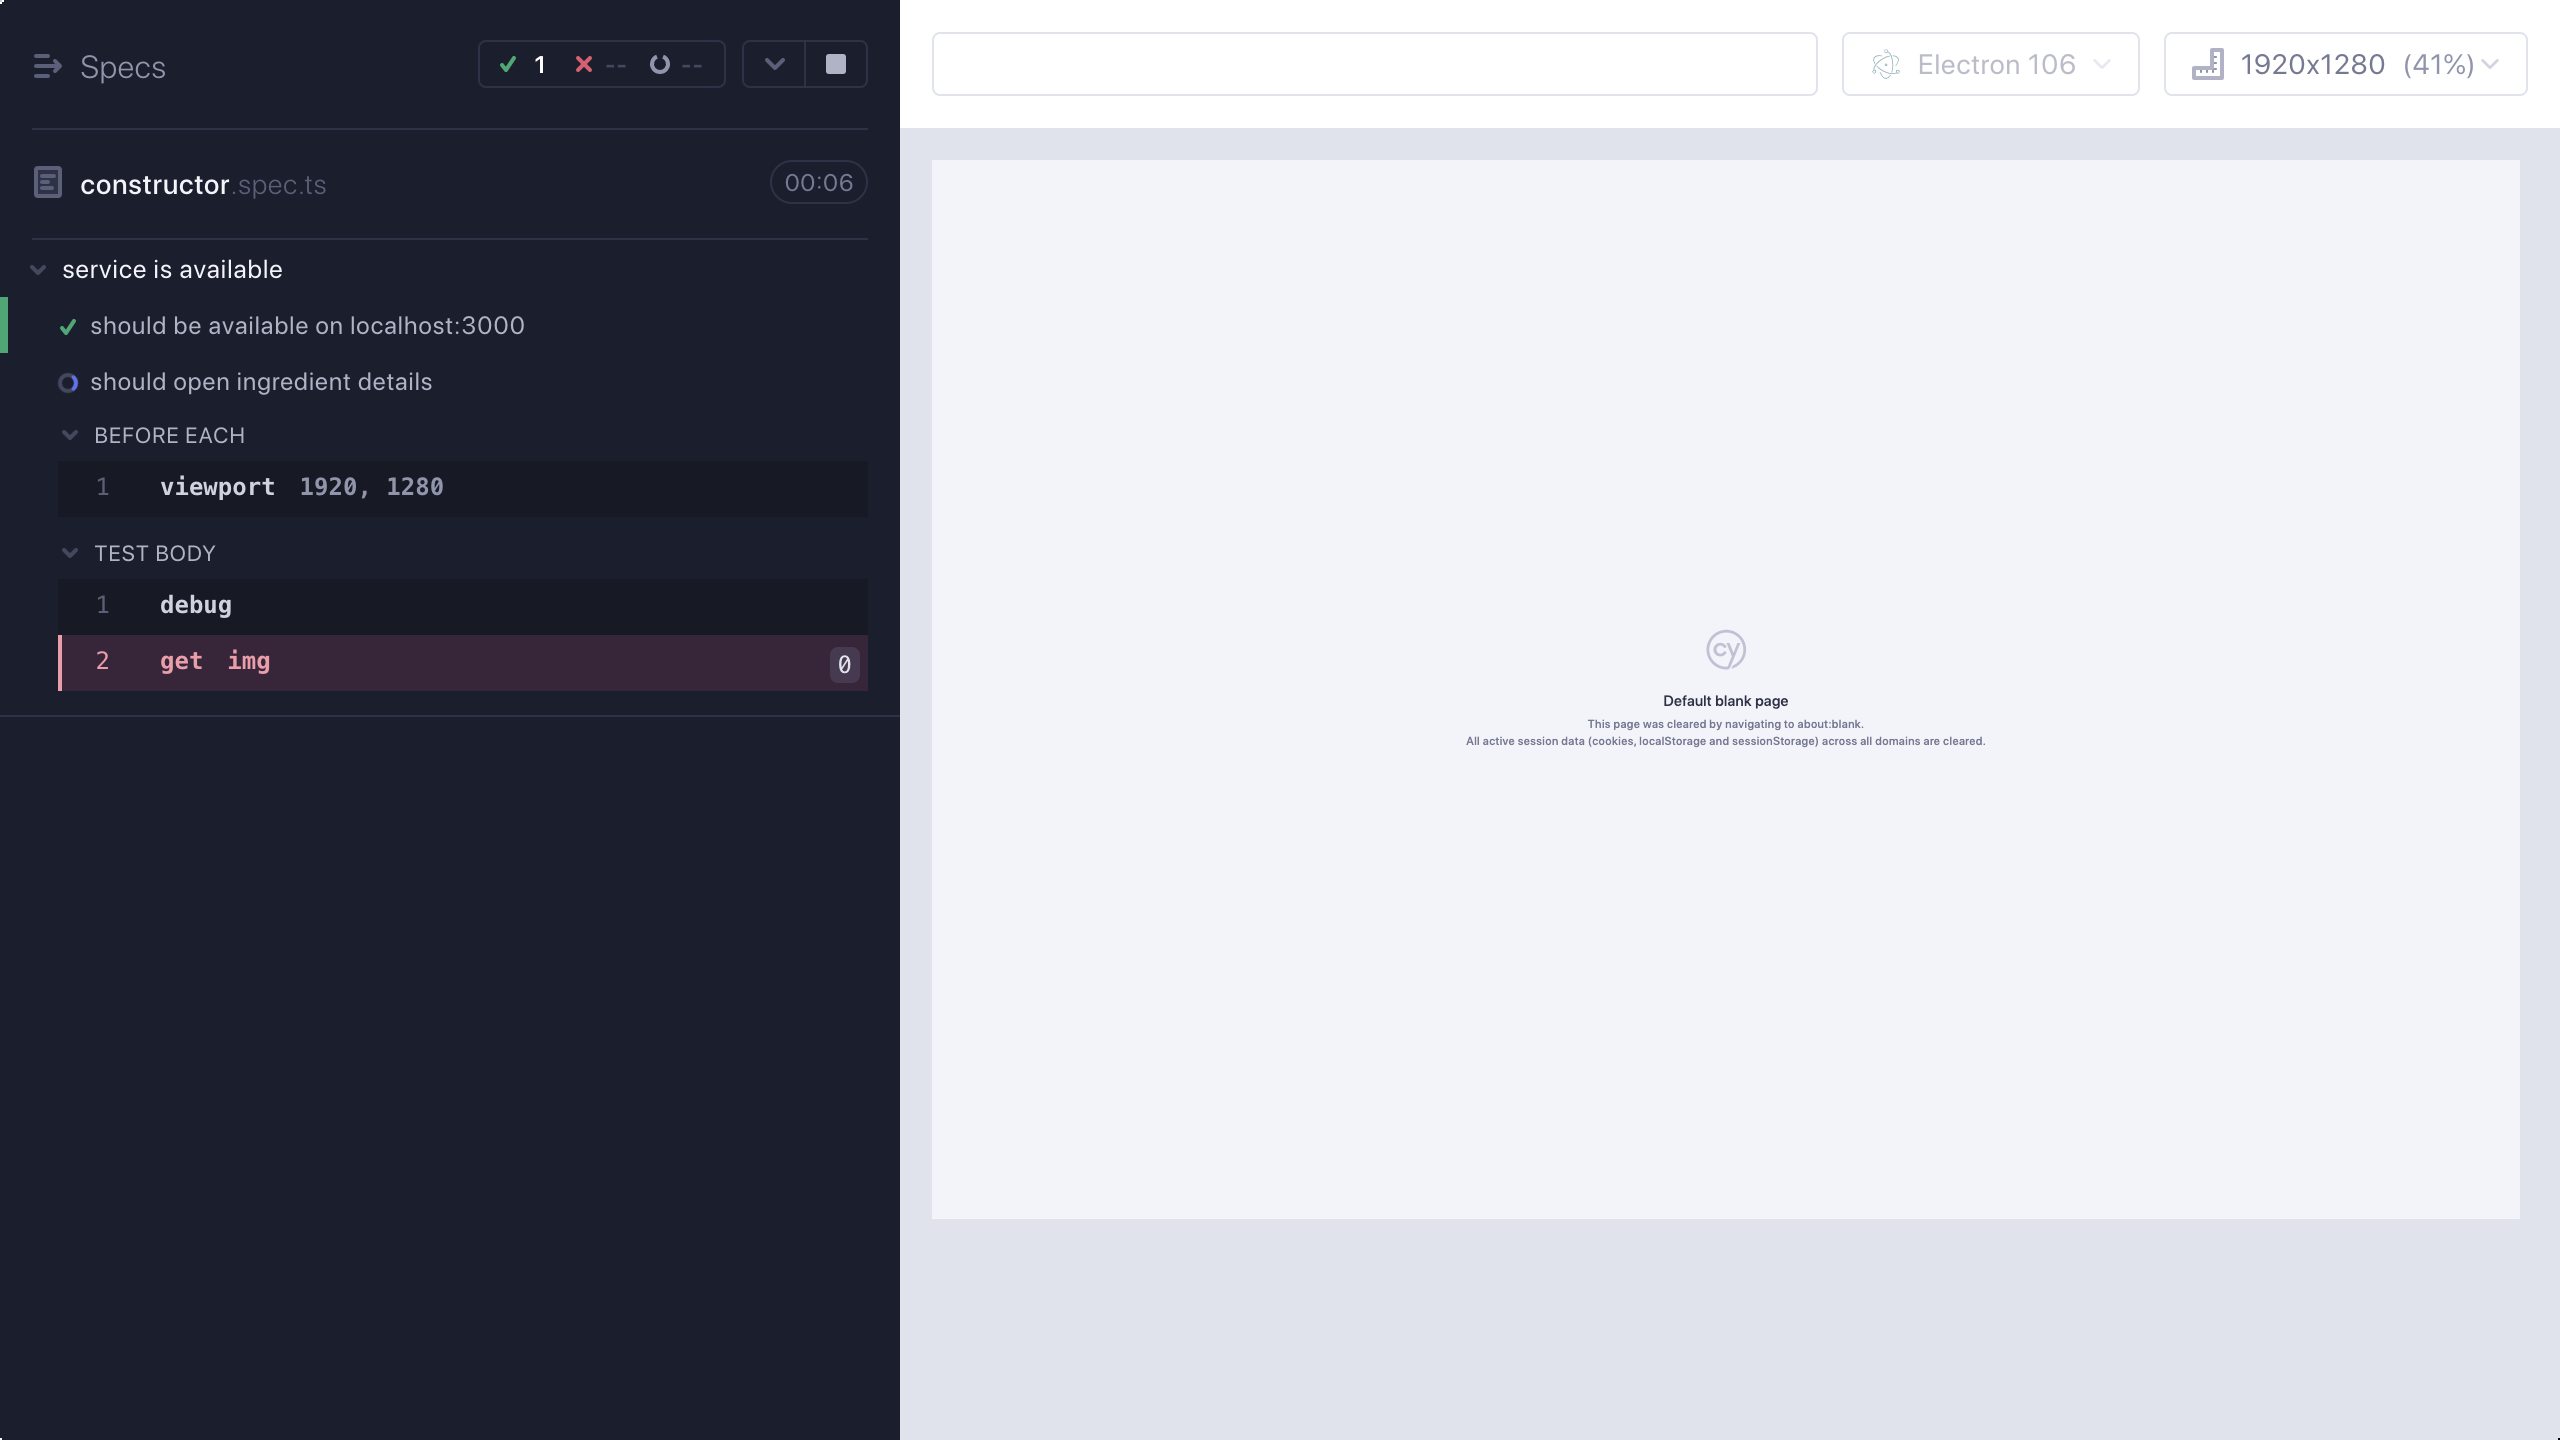 Specs
1 -- --
constructor.spec.ts
00:06
service is available
should be available on localhost:3000
should open ingredient details
BEFORE EACH
1 viewport 1920, 1280
TEST BODY
1 debug
2 get img 0
Electron 106
1920x1280 (41%)
cy
Default blank page
This page was cleared by navigating to about:blank.
All active session data (cookies, localStorage and sessionStorage) across all domains are cleared.